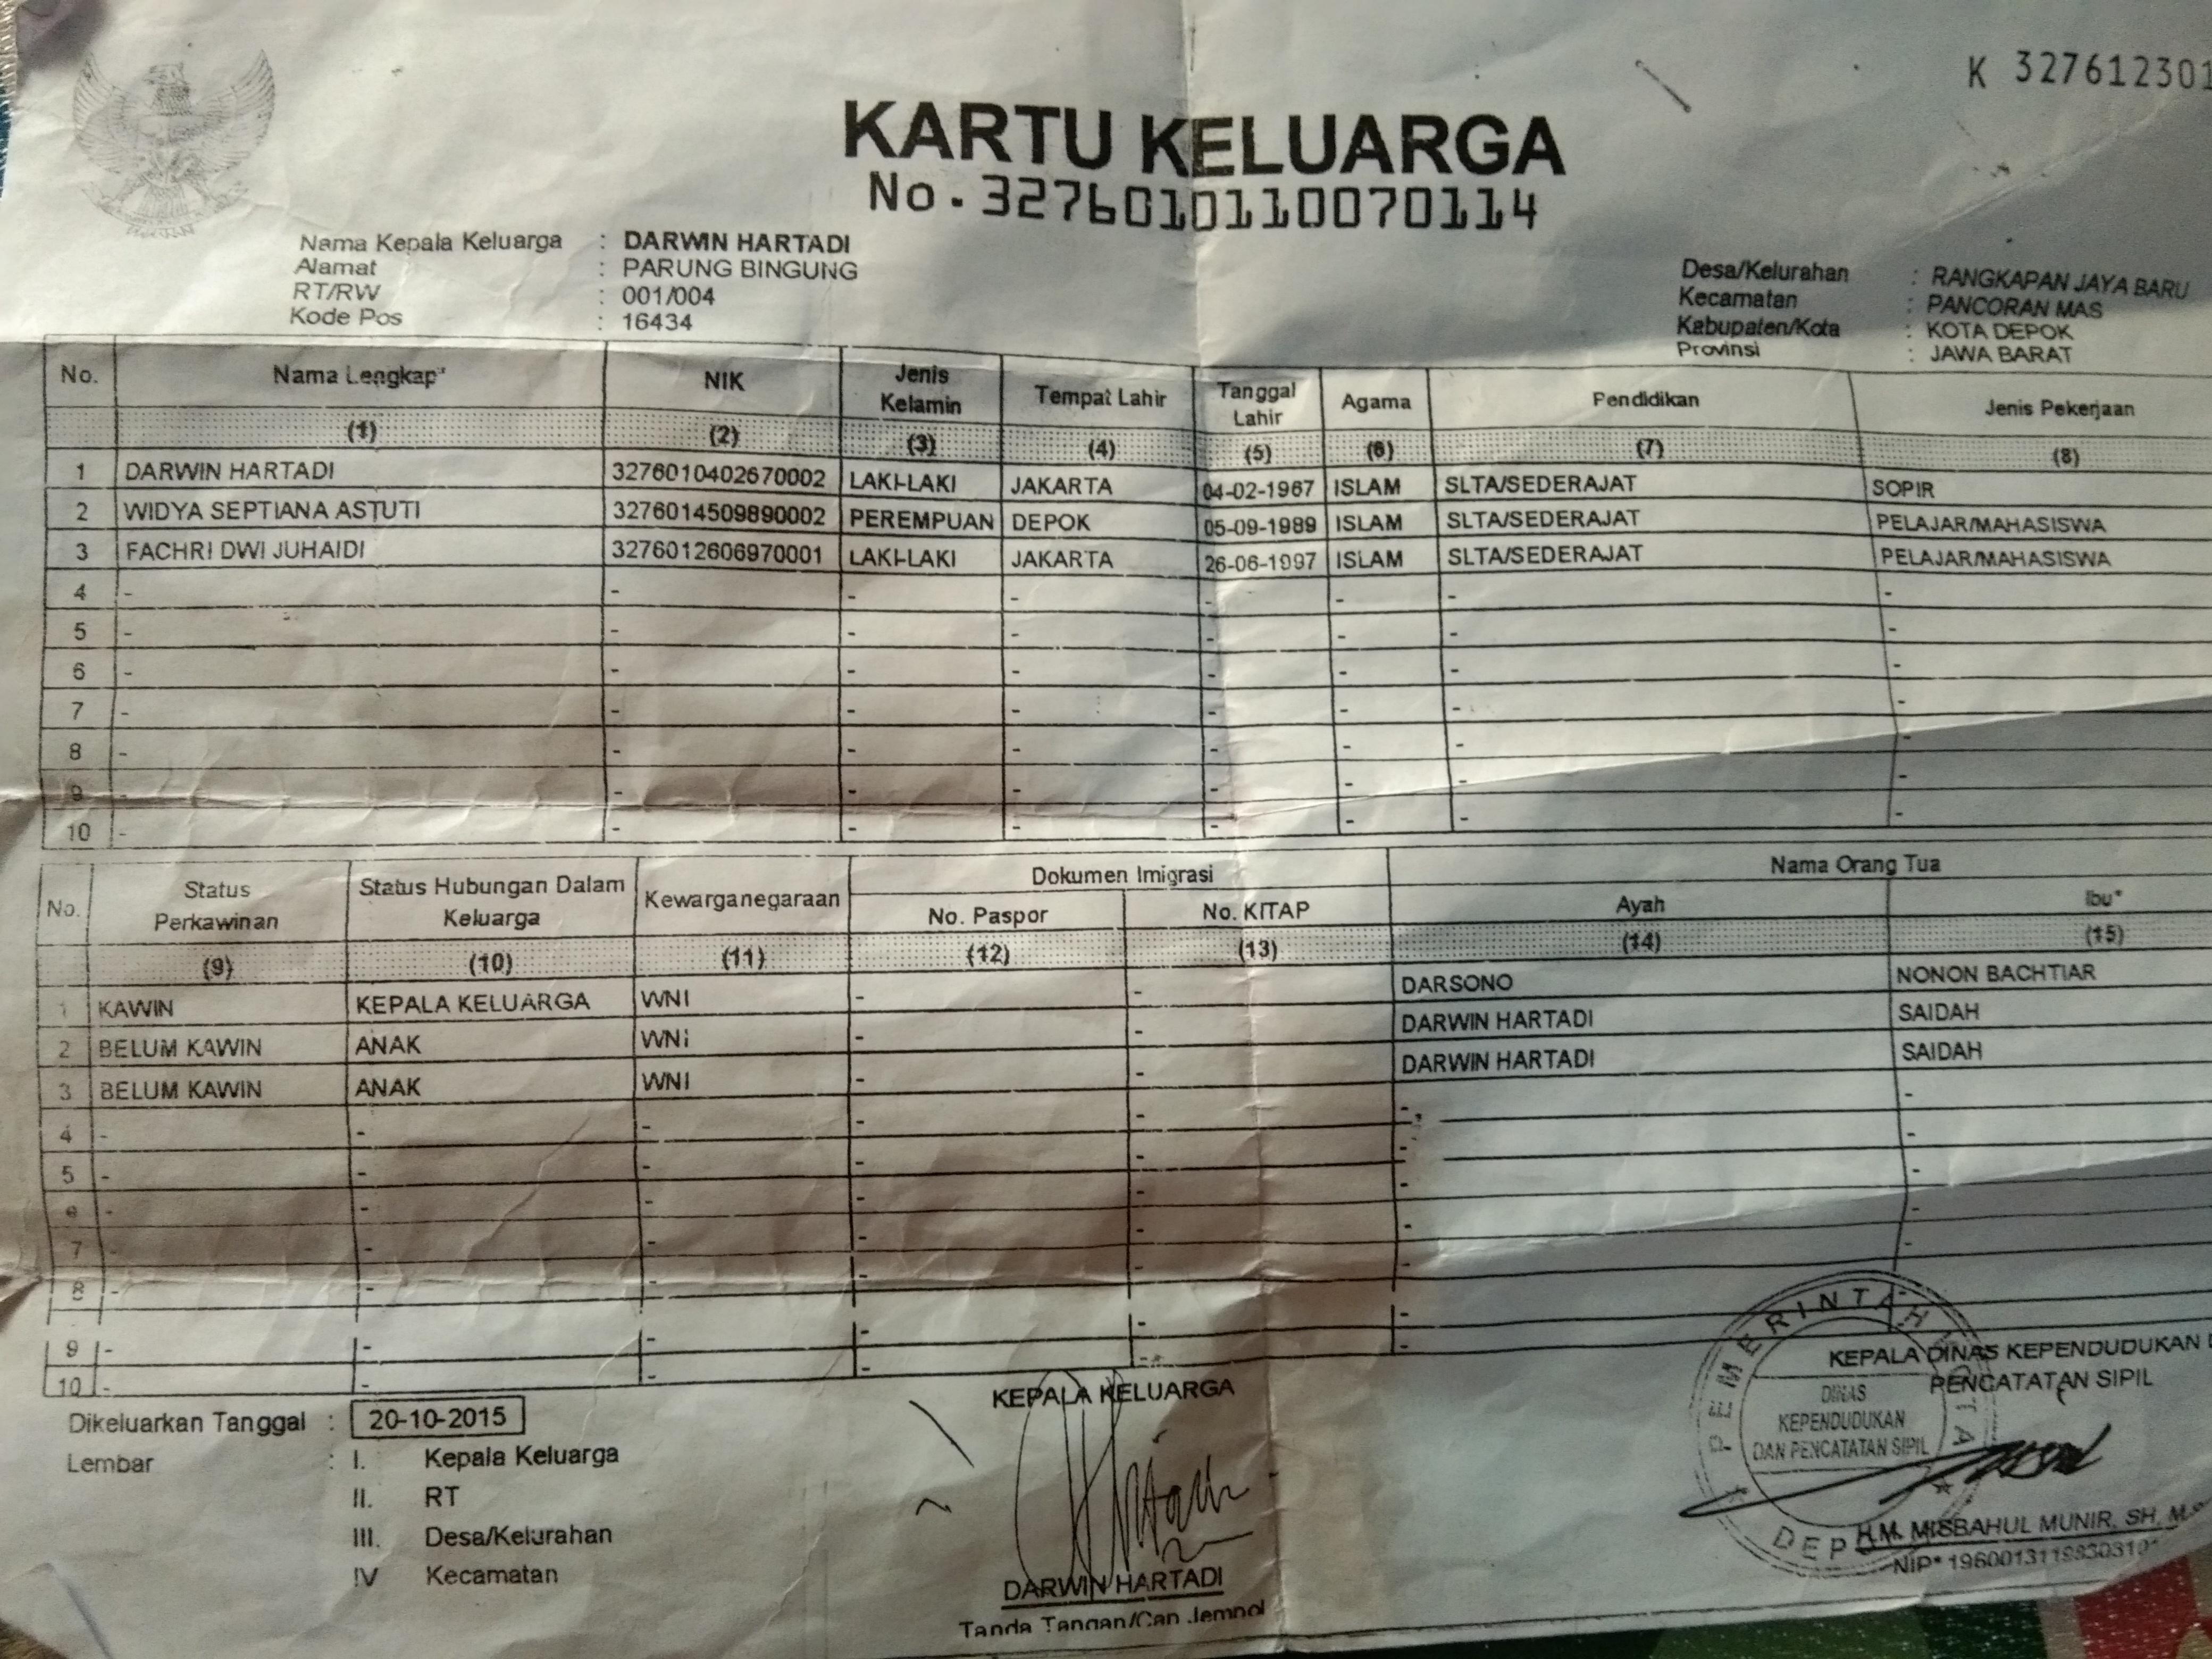 K 327612301
KARTU KELUARGA
No. 3276010110070114
Nama Kepala Keluarga : DARWIN HARTADI
Alamat : PARUNG BINGUNG
RT/RW : 001/004
Kode Pos : 16434
Desa/Kelurahan : RANGKAPAN JAYA BARU
Kecamatan : PANCORAN MAS
Kabupaten/Kota : KOTA DEPOK
Provinsi : JAWA BARAT
No. Nama Lengkap* NIK Jenis Kelamin Tempat Lahir Tanggal Lahir Agama Pendidikan Jenis Pekerjaan
(1) (2) (3) (4) (5) (6) (7) (8)
1 DARWIN HARTADI 3276010402670002 LAKI-LAKI JAKARTA 04-02-1967 ISLAM SLTA/SEDERAJAT SOPIR
2 WIDYA SEPTIANA ASTUTI 3276014509890002 PEREMPUAN DEPOK 05-09-1989 ISLAM SLTA/SEDERAJAT PELAJAR/MAHASISWA
3 FACHRI DWI JUHAIDI 3276012606970001 LAKI-LAKI JAKARTA 26-06-1997 ISLAM SLTA/SEDERAJAT PELAJAR/MAHASISWA
4 - - - - - - - -
5 - - - - - - - -
6 - - - - - - - -
7 - - - - - - - -
8 - - - - - - - -
9 - - - - - - - -
10 - - - - - - - -
No. Status Perkawinan Status Hubungan Dalam Keluarga Kewarganegaraan Dokumen Imigrasi Nama Orang Tua
No. Paspor No. KITAP Ayah Ibu*
(9) (10) (11) (12) (13) (14) (15)
1 KAWIN KEPALA KELUARGA WNI - - DARSONO NONON BACHTIAR
2 BELUM KAWIN ANAK WNI - - DARWIN HARTADI SAIDAH
3 BELUM KAWIN ANAK WNI - - DARWIN HARTADI SAIDAH
4 - - - - - - -
5 - - - - - - -
6 - - - - - - -
7 - - - - - - -
8 - - - - - - -
9 - - - - - - -
10 - - - - - - -
Dikeluarkan Tanggal : 20-10-2015
Lembar : I. Kepala Keluarga
II. RT
III. Desa/Kelurahan
IV Kecamatan
KEPALA KELUARGA
DARWIN HARTADI
Tanda Tangan/Cap Jempol
KEPALA DINAS KEPENDUDUKAN
PENCATATAN SIPIL
PEMERINTAH KOTA
DINAS
KEPENDUDUKAN
DAN PENCATATAN SIPIL
DEPOK
H.M. MISBAHUL MUNIR, SH, M.